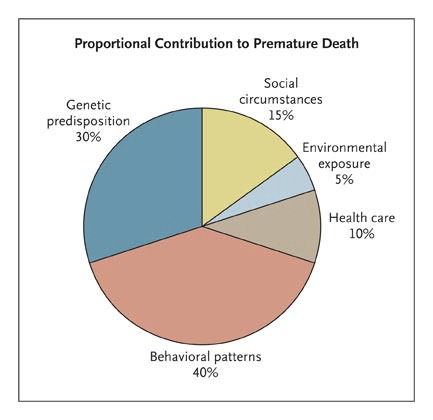 Proportional Contribution to Premature Death
Social
circumstances
15%
Environmental
exposure
5%
Health care
10%
Behavioral patterns
40%
Genetic
predisposition
30%